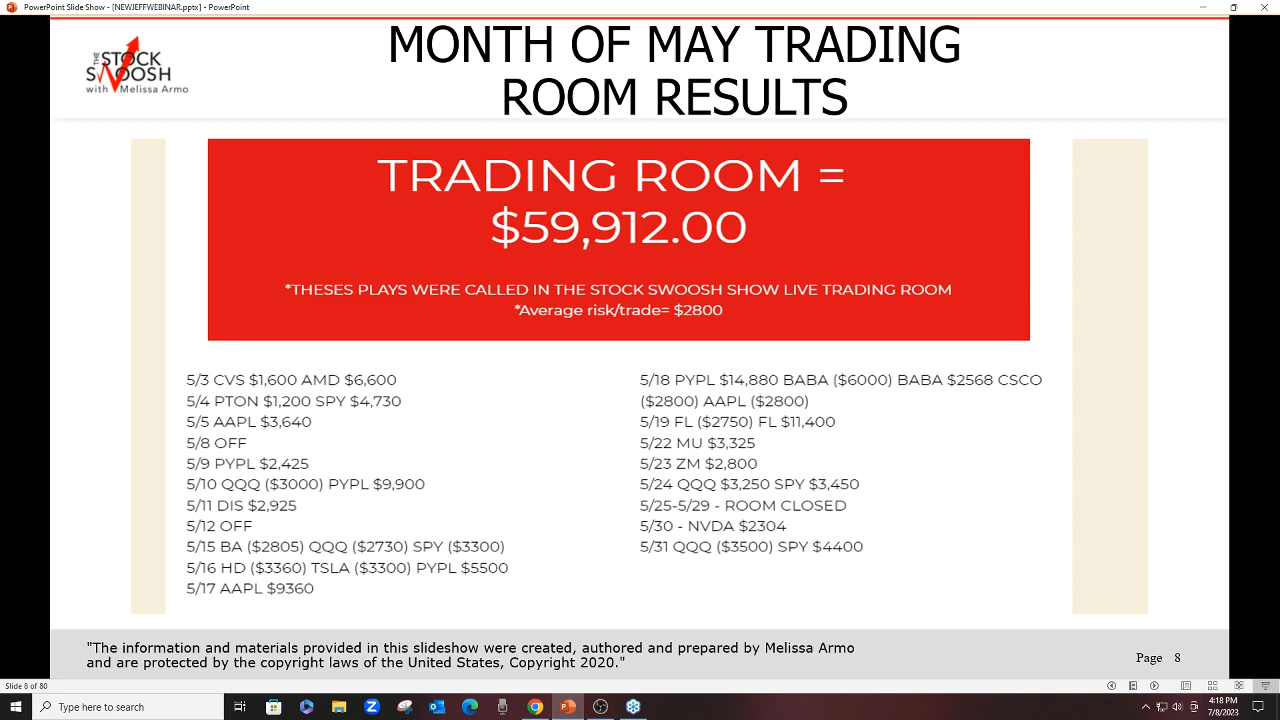 PowerPoint Slide Show - [NEWJEFFWEBINAR.pptx] - PowerPoint
THE
STOCK
SWOOSH
with Melissa Armo
MONTH OF MAY TRADING
ROOM RESULTS
TRADING ROOM =
$59,912.00
*THESES PLAYS WERE CALLED IN THE STOCK SWOOSH SHOW LIVE TRADING ROOM
*Average risk/trade= $2800
5/3 CVS $1,600 AMD $6,600
5/4 PTON $1,200 SPY $4,730
5/5 AAPL $3,640
5/8 OFF
5/9 PYPL $2,425
5/10 QQQ ($3000) PYPL $9,900
5/11 DIS $2,925
5/12 OFF
5/15 BA ($2805) QQQ ($2730) SPY ($3300)
5/16 HD ($3360) TSLA ($3300) PYPL $5500
5/17 AAPL $9360
5/18 PYPL $14,880 BABA ($6000) BABA $2568 CSCO
($2800) AAPL ($2800)
5/19 FL ($2750) FL $11,400
5/22 MU $3,325
5/23 ZM $2,800
5/24 QQQ $3,250 SPY $3,450
5/25-5/29 - ROOM CLOSED
5/30 - NVDA $2304
5/31 QQQ ($3500) SPY $4400
"The information and materials provided in this slideshow were created, authored and prepared by Melissa Armo
and are protected by the copyright laws of the United States, Copyright 2020."
Page 8
Slide 8 of 80
Type here to search
4:18 PM
7/8/2023